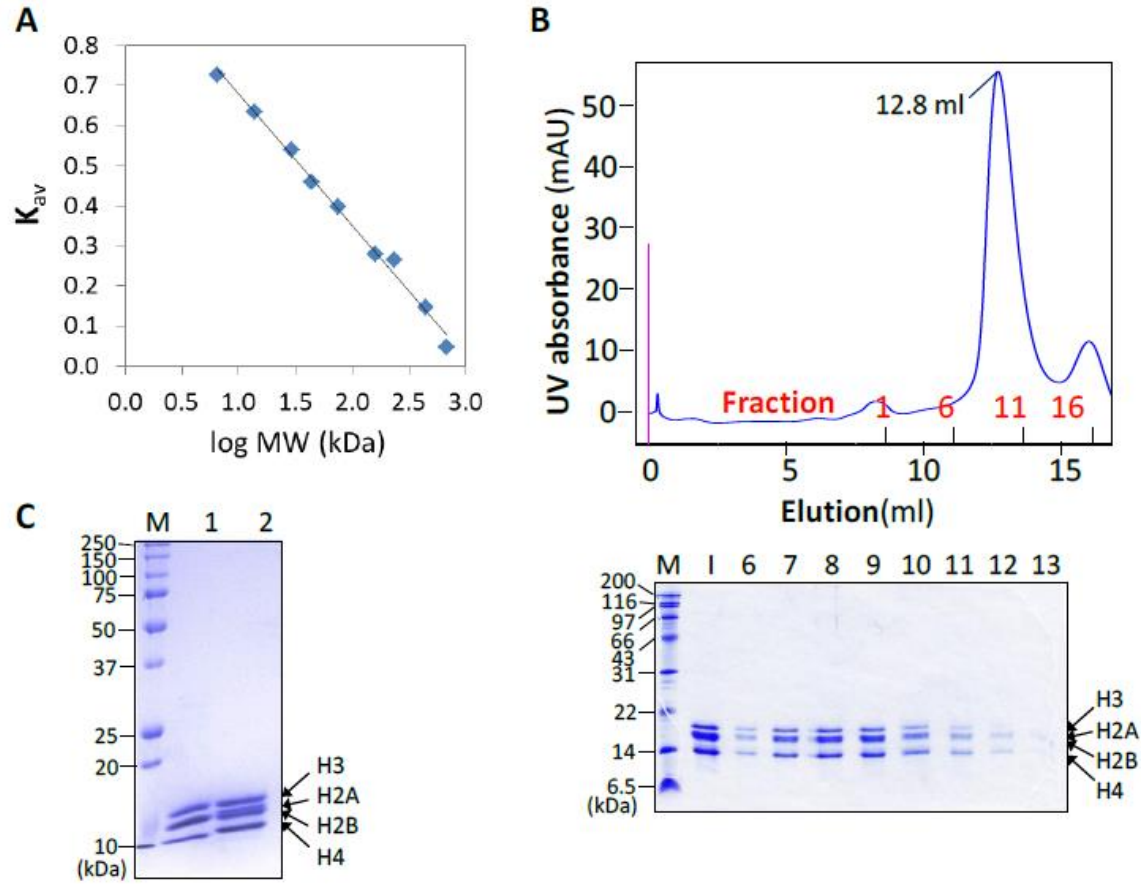 A
0.8
0.7
0.6
0.5
0.4
0.3
0.2
0.1
0.0
K_av
0.0 0.5 1.0 1.5 2.0 2.5 3.0
log MW (kDa)
B
50
40
30
20
10
0
UV absorbance (mAU)
12.8 ml
Fraction 1 6 11 16
0 5 10 15
Elution(ml)
M I 6 7 8 9 10 11 12 13
200
116
97
66
43
31
22
14
6.5
(kDa)
H3
H2A
H2B
H4
C
M 1 2
250
150
100
75
50
37
25
20
10
(kDa)
H3
H2A
H2B
H4